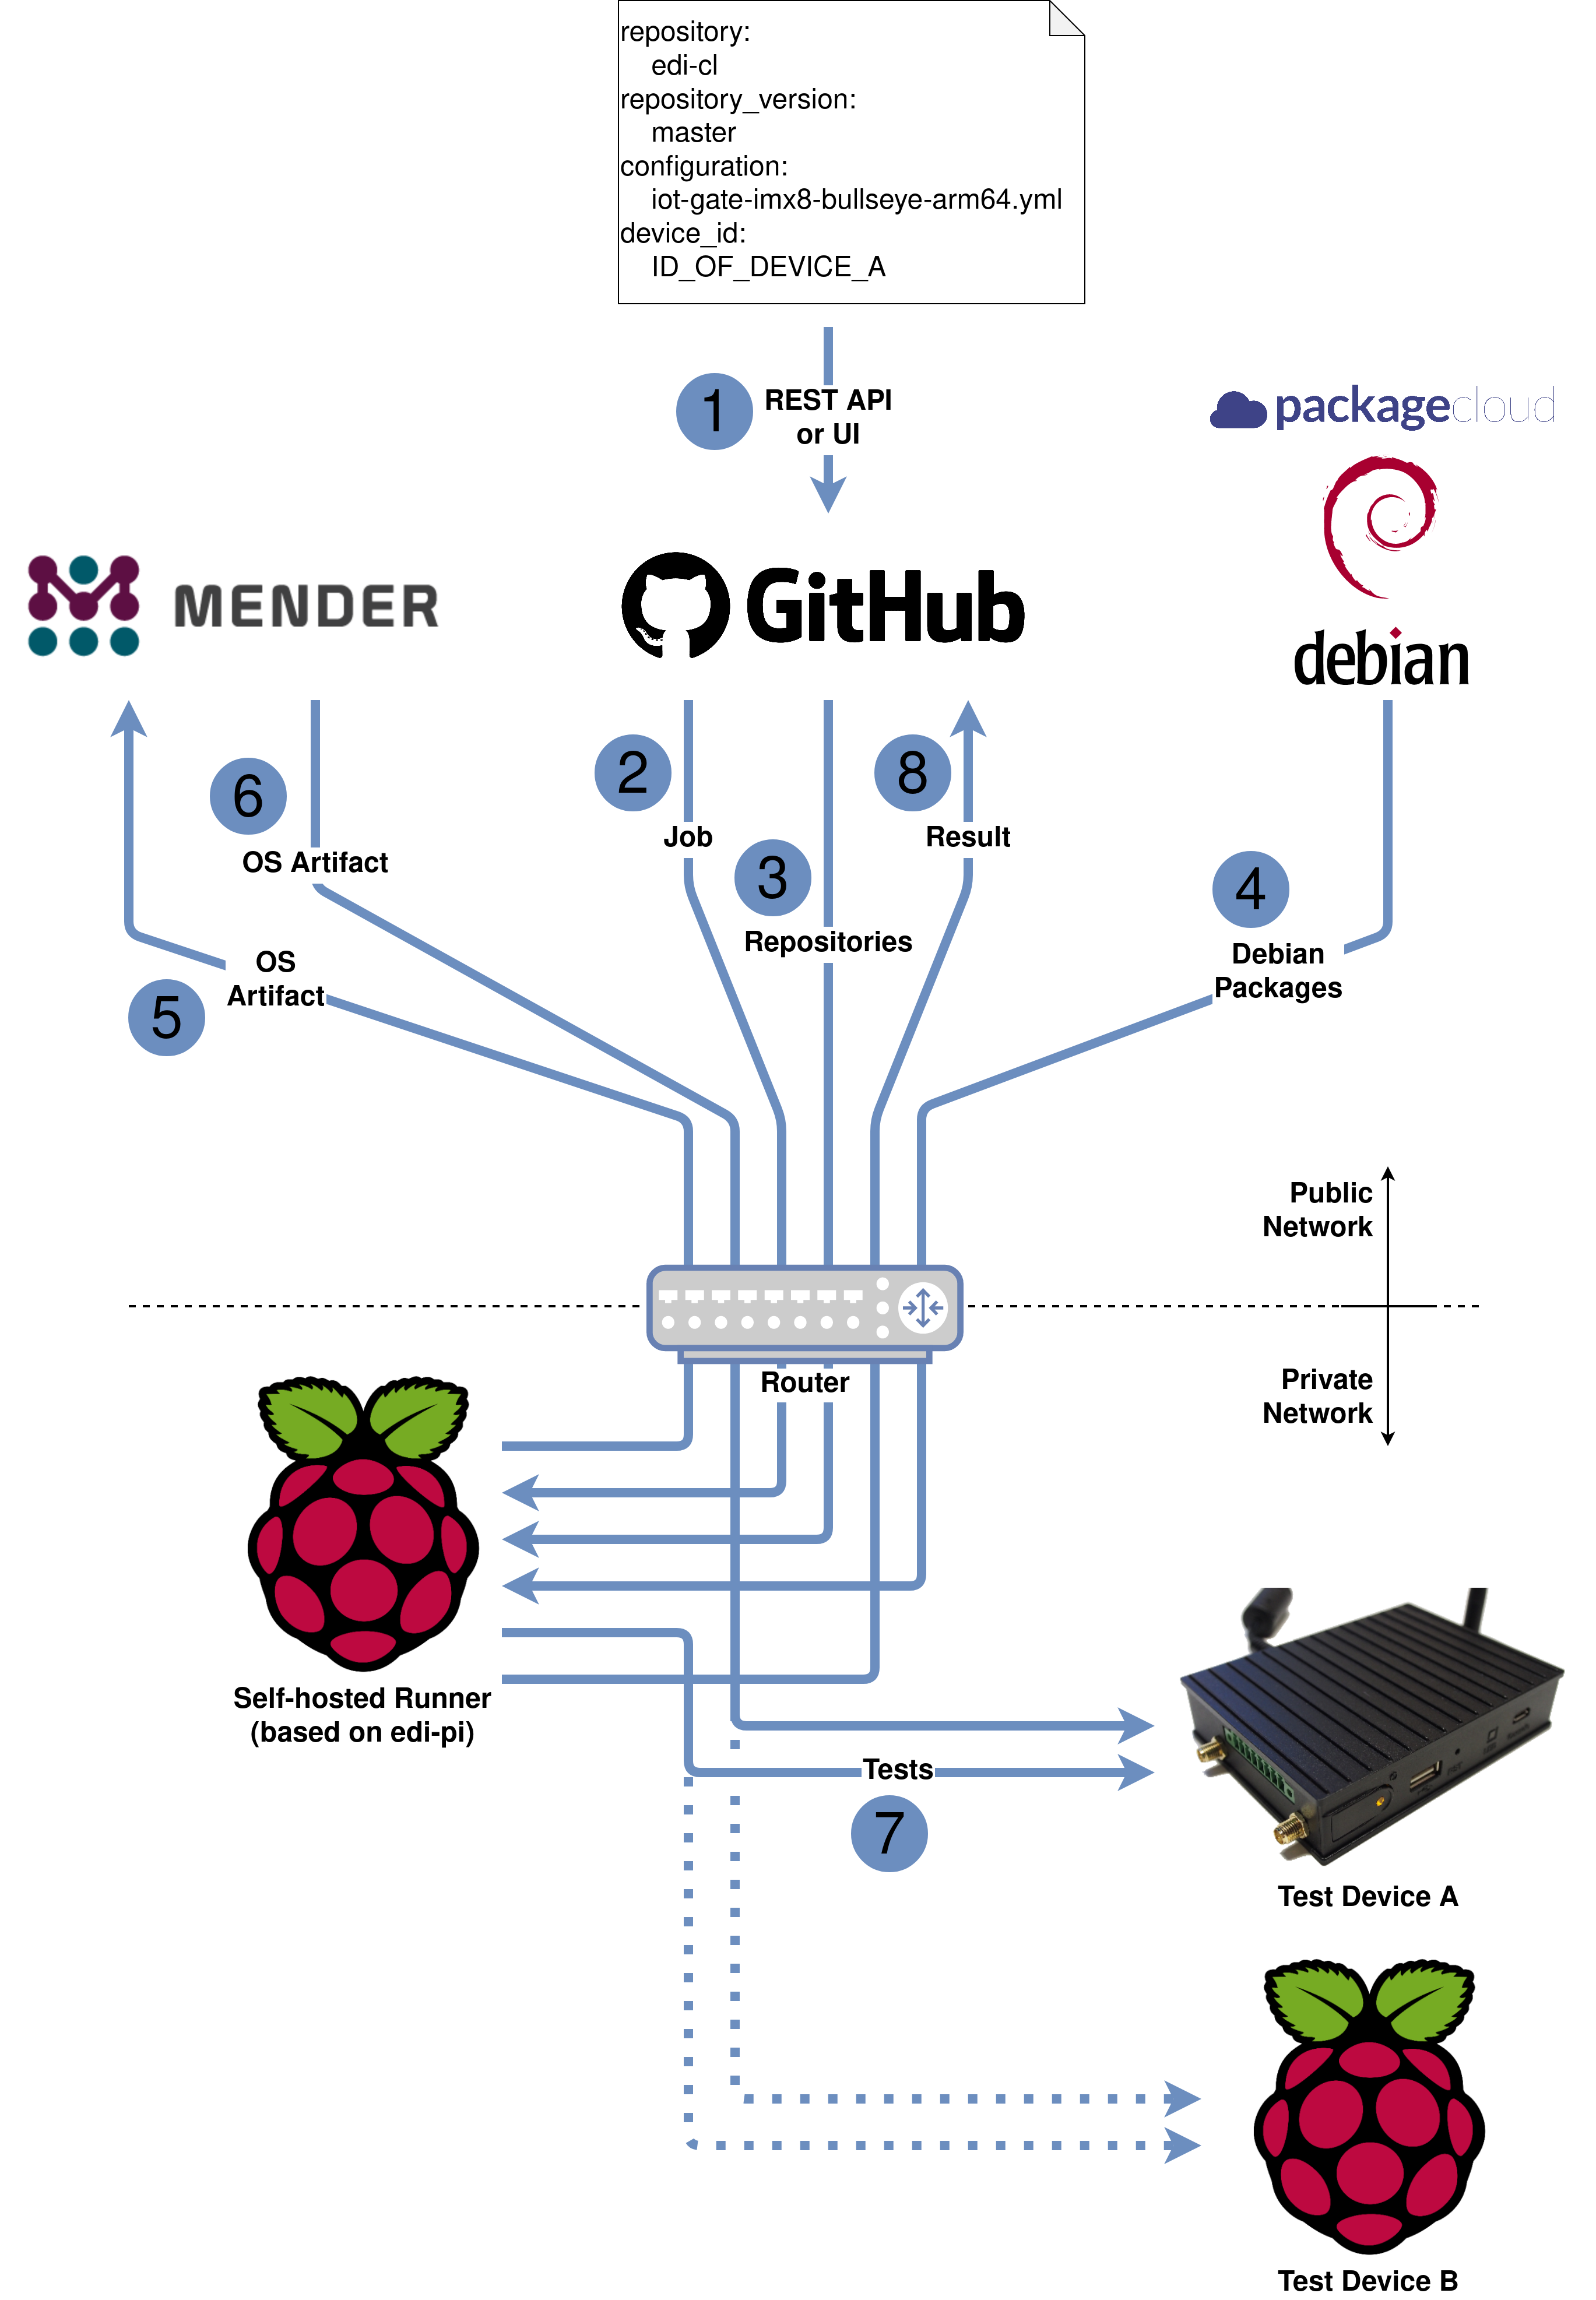 repository:
edi-cl
repository_version:
master
configuration:
iot-gate-imx8-bullseye-arm64.yml
device_id:
ID_OF_DEVICE_A
1
REST API
or UI
packagecloud
debian
MENDER
GitHub
6
OS Artifact
2
Job
3
Repositories
8
Result
4
Debian
Packages
OS
Artifact
5
Public
Network
Router
Private
Network
Self-hosted Runner
(based on edi-pi)
Tests
7
Test Device A
Test Device B